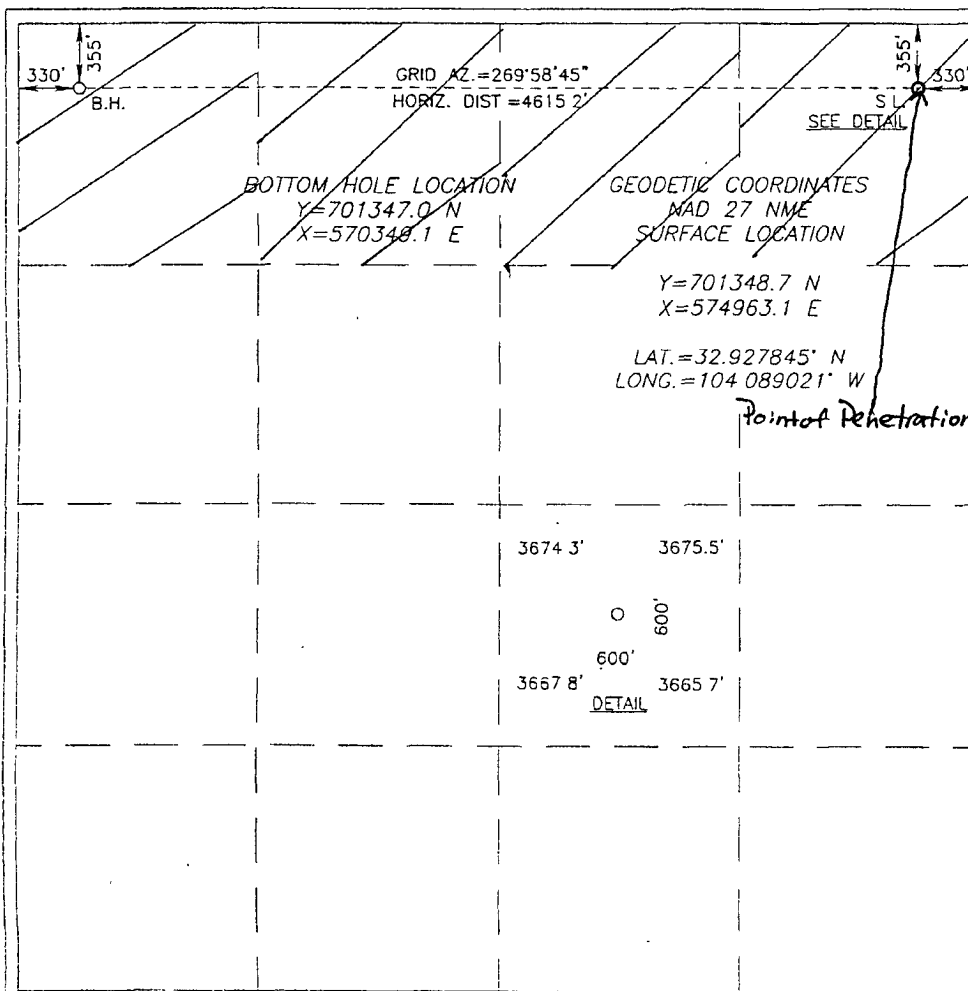 355' 355'
330' 330'
GRID AZ.=269°58'45"
B.H. HORIZ. DIST =4615 2' S L.
SEE DETAIL
BOTTOM HOLE LOCATION
Y=701347.0 N
X=570349.1 E
GEODETIC COORDINATES
NAD 27 NME
SURFACE LOCATION
Y=701348.7 N
X=574963.1 E
LAT.=32.927845° N
LONG.=104 089021° W
Point of Penetration
3674 3' 3675.5'
600'
600'
3667 8' 3665 7'
DETAIL